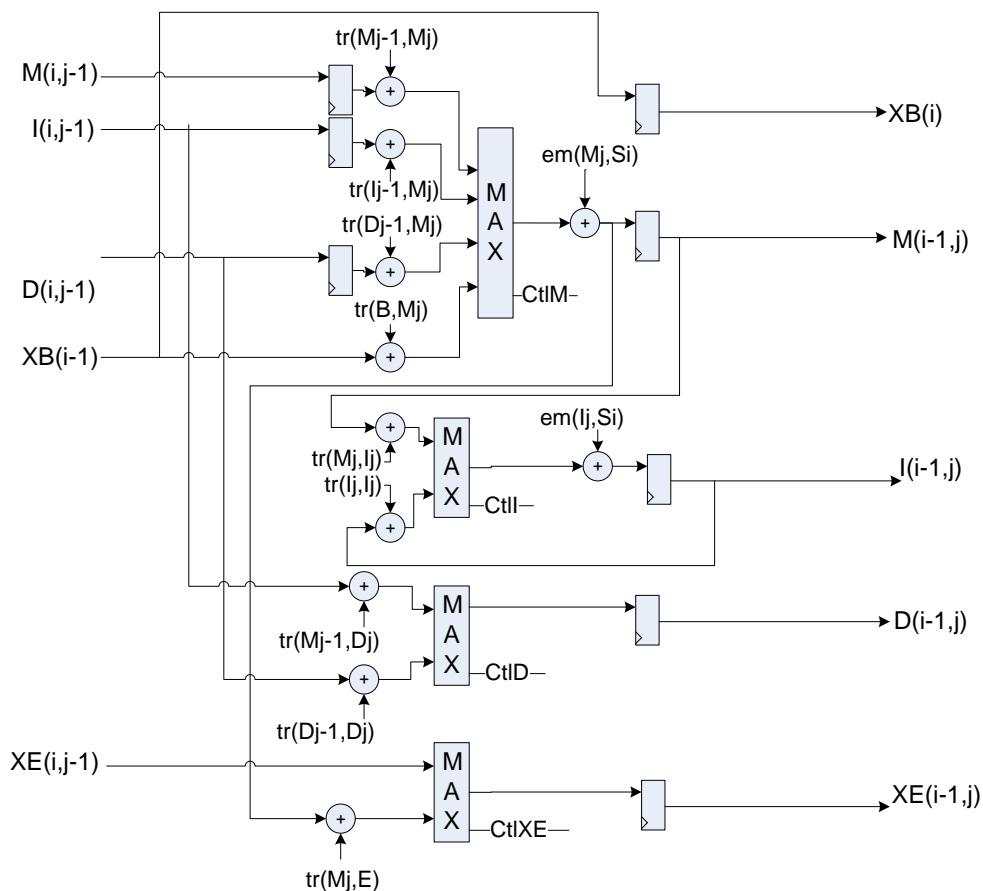 tr(Mj-1,Mj)
M(i,j-1)
XB(i)
I(i,j-1)
tr(Ij-1,Mj)
em(Mj,Si)
M
A
X
tr(Dj-1,Mj)
M(i-1,j)
D(i,j-1)
CtlM
tr(B,Mj)
XB(i-1)
em(Ij,Si)
M
A
X
tr(Mj,Ij)
tr(Ij,Ij)
I(i-1,j)
CtlI
M
A
X
D(i-1,j)
tr(Mj-1,Dj)
CtlD
tr(Dj-1,Dj)
XE(i,j-1)
M
A
X
XE(i-1,j)
CtlXE
tr(Mj,E)